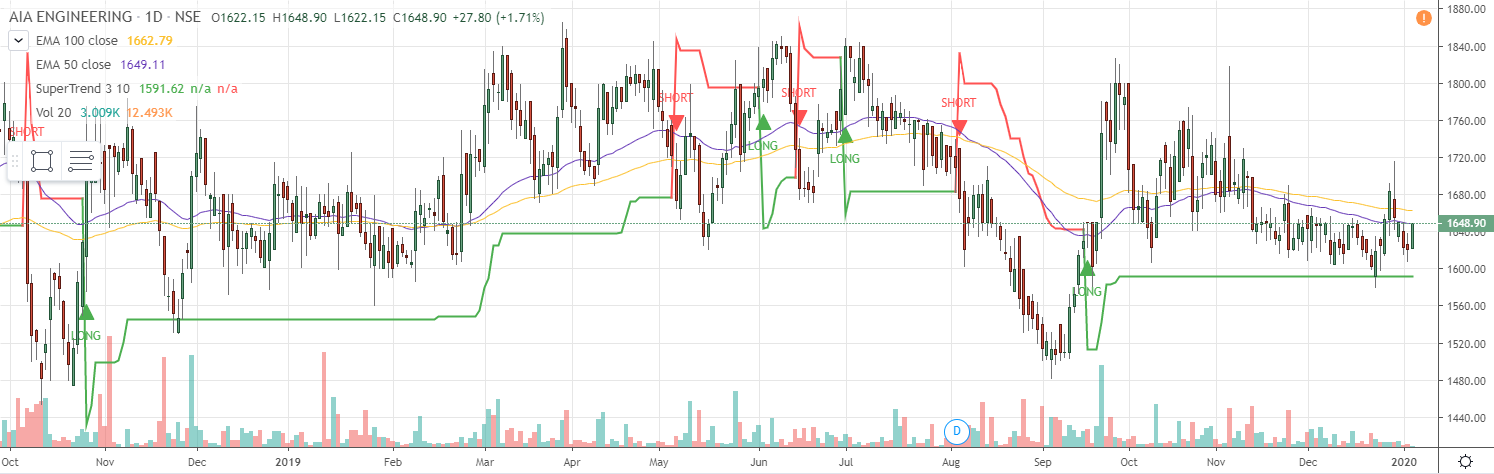 AIA ENGINEERING · 1D · NSE O1622.15 H1648.90 L1622.15 C1648.90 +27.80 (+1.71%)
EMA 100 close 1662.79
EMA 50 close 1649.11
SuperTrend 3 10 1591.62 n/a n/a
Vol 20 3.009K 12.493K
SHORT
LONG
SHORT
LONG
SHORT
LONG
SHORT
LONG
D
!
1880.00
1840.00
1800.00
1760.00
1720.00
1680.00
1648.90
1640.00
1600.00
1560.00
1520.00
1480.00
1440.00
Oct Nov Dec 2019 Feb Mar Apr May Jun Jul Aug Sep Oct Nov Dec 2020